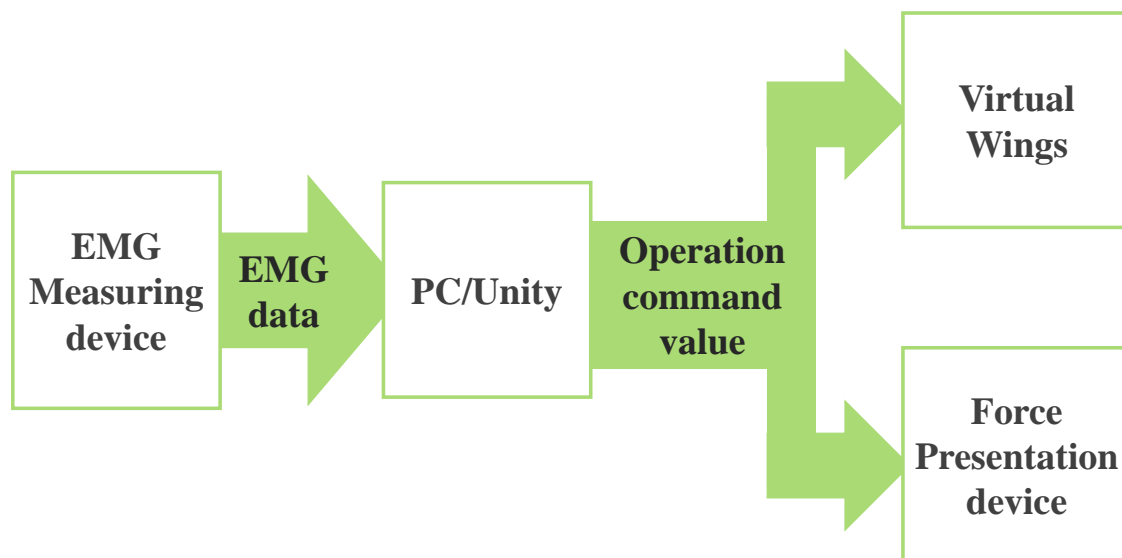 EMG
Measuring
device
EMG
data
PC/Unity
Operation
command
value
Virtual
Wings
Force
Presentation
device